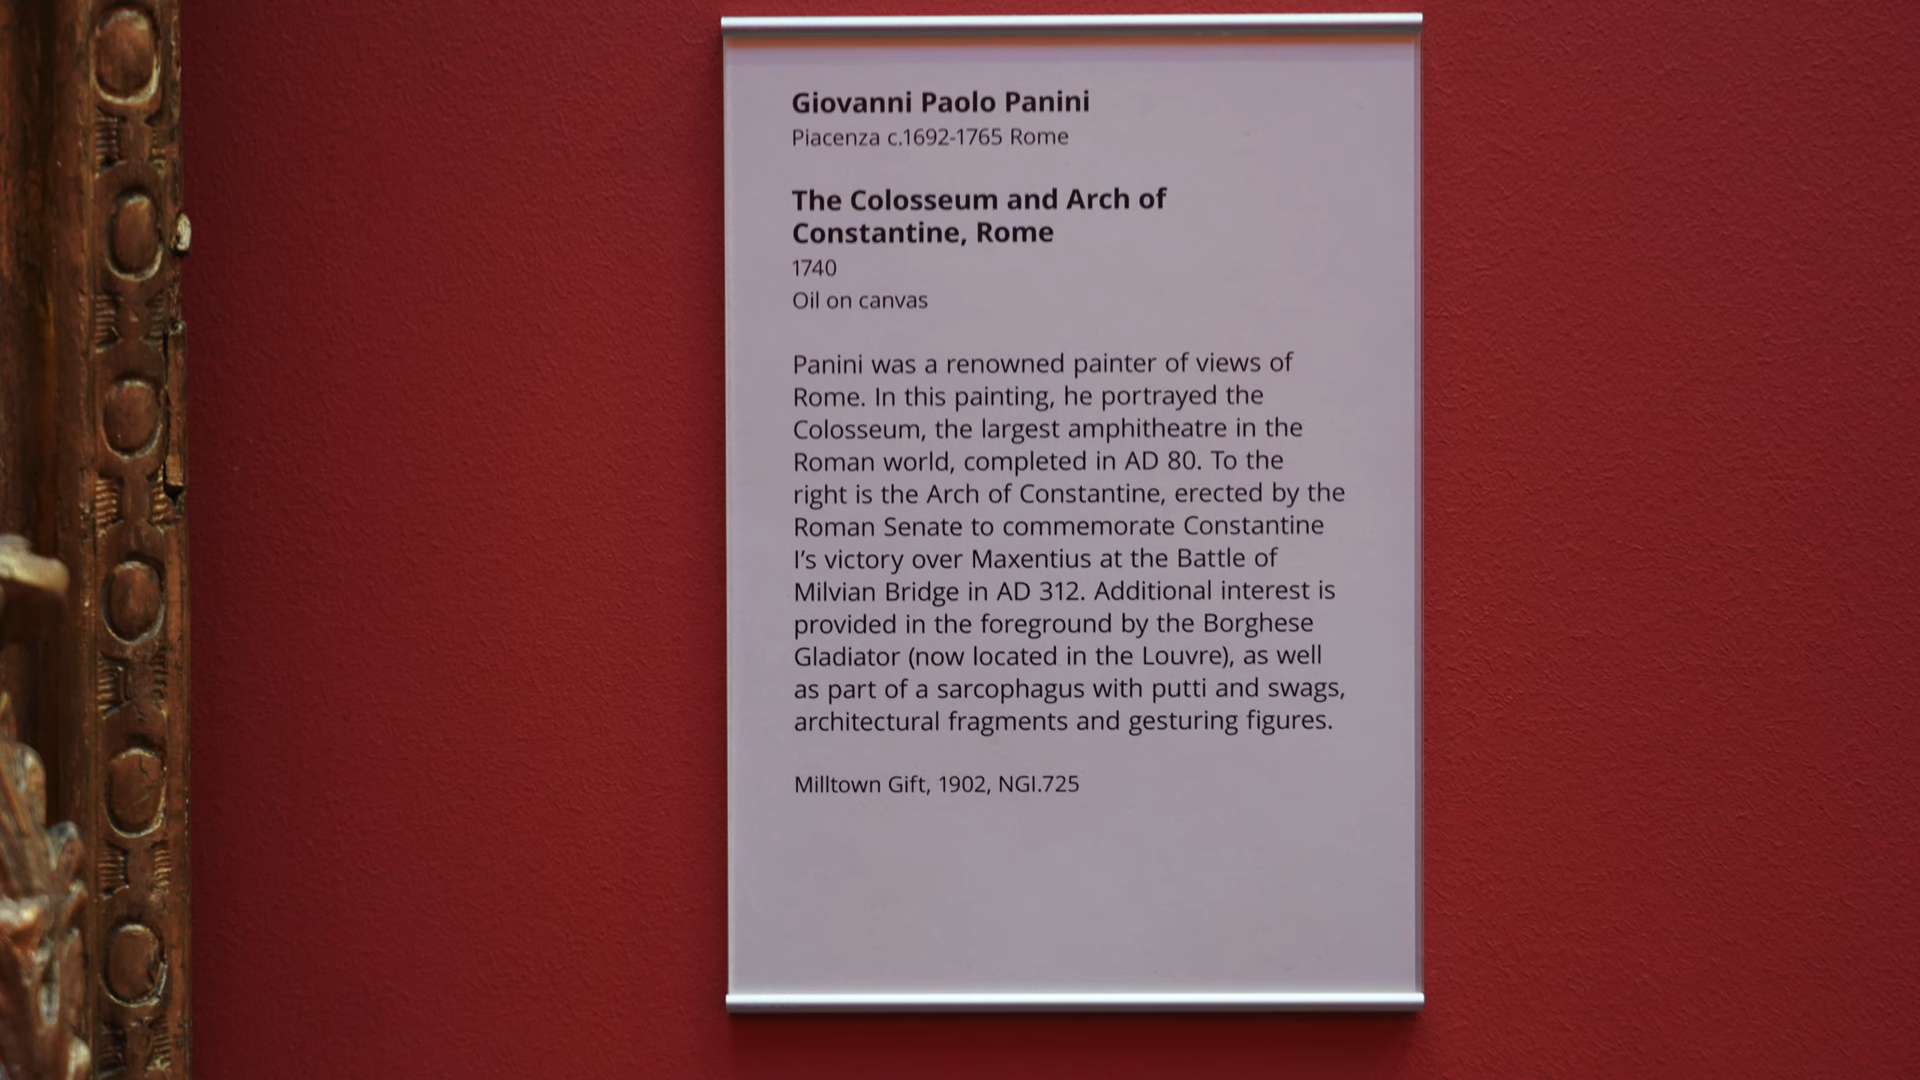 Giovanni Paolo Panini
Piacenza c.1692-1765 Rome
The Colosseum and Arch of
Constantine, Rome
1740
Oil on canvas
Panini was a renowned painter of views of
Rome. In this painting, he portrayed the
Colosseum, the largest amphitheatre in the
Roman world, completed in AD 80. To the
right is the Arch of Constantine, erected by the
Roman Senate to commemorate Constantine
I’s victory over Maxentius at the Battle of
Milvian Bridge in AD 312. Additional interest is
provided in the foreground by the Borghese
Gladiator (now located in the Louvre), as well
as part of a sarcophagus with putti and swags,
architectural fragments and gesturing figures.
Milltown Gift, 1902, NGI.725